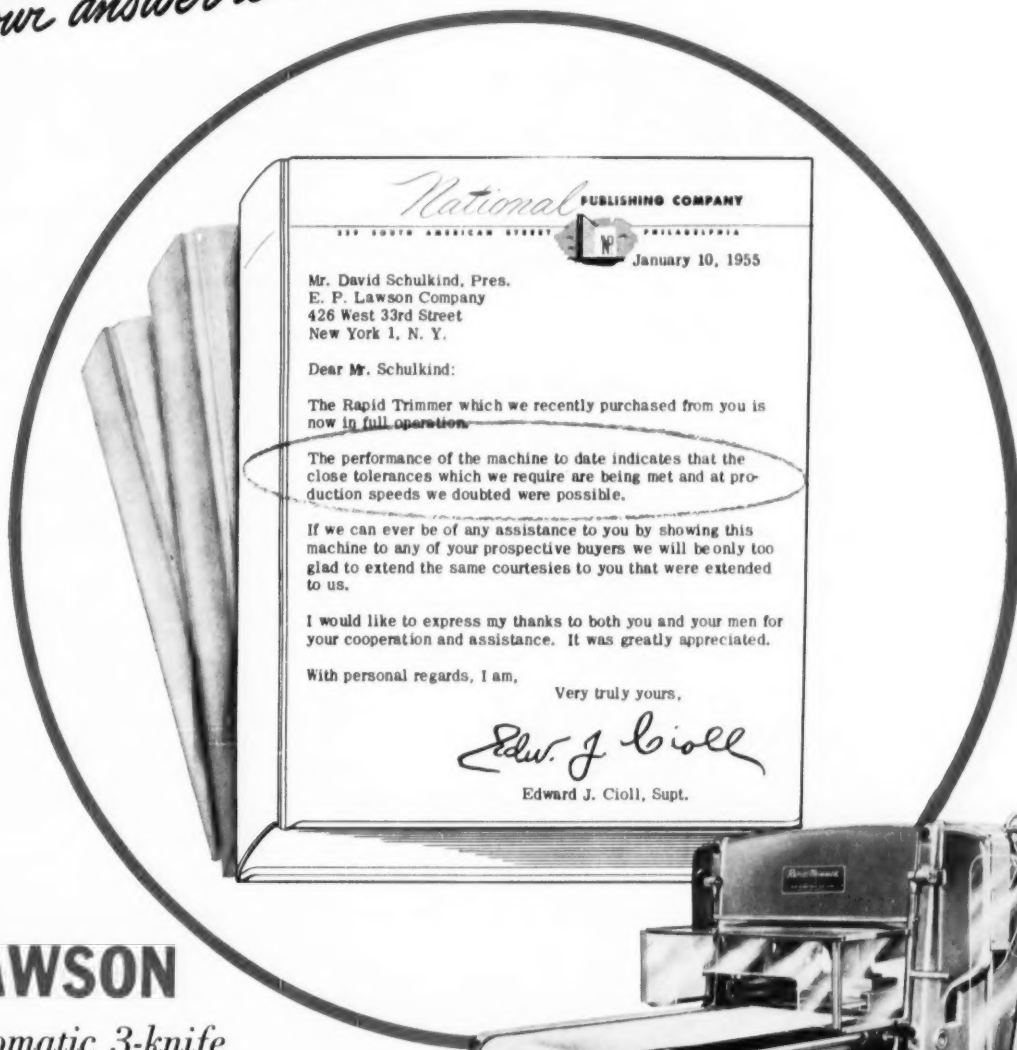 National PUBLISHING COMPANY
239 SOUTH AMERICAN STREET PHILADELPHIA
January 10, 1955
Mr. David Schulkind, Pres.
E. P. Lawson Company
426 West 33rd Street
New York 1, N. Y.
Dear Mr. Schulkind:
The Rapid Trimmer which we recently purchased from you is
now in full operation.
The performance of the machine to date indicates that the
close tolerances which we require are being met and at pro-
duction speeds we doubted were possible.
If we can ever be of any assistance to you by showing this
machine to any of your prospective buyers we will be only too
glad to extend the same courtesies to you that were extended
to us.
I would like to express my thanks to both you and your men for
your cooperation and assistance. It was greatly appreciated.
With personal regards, I am,
Very truly yours,
Edw. J Cioll
Edward J. Cioll, Supt.
Rapid Trimmer
AWSON
omatic 3-knife